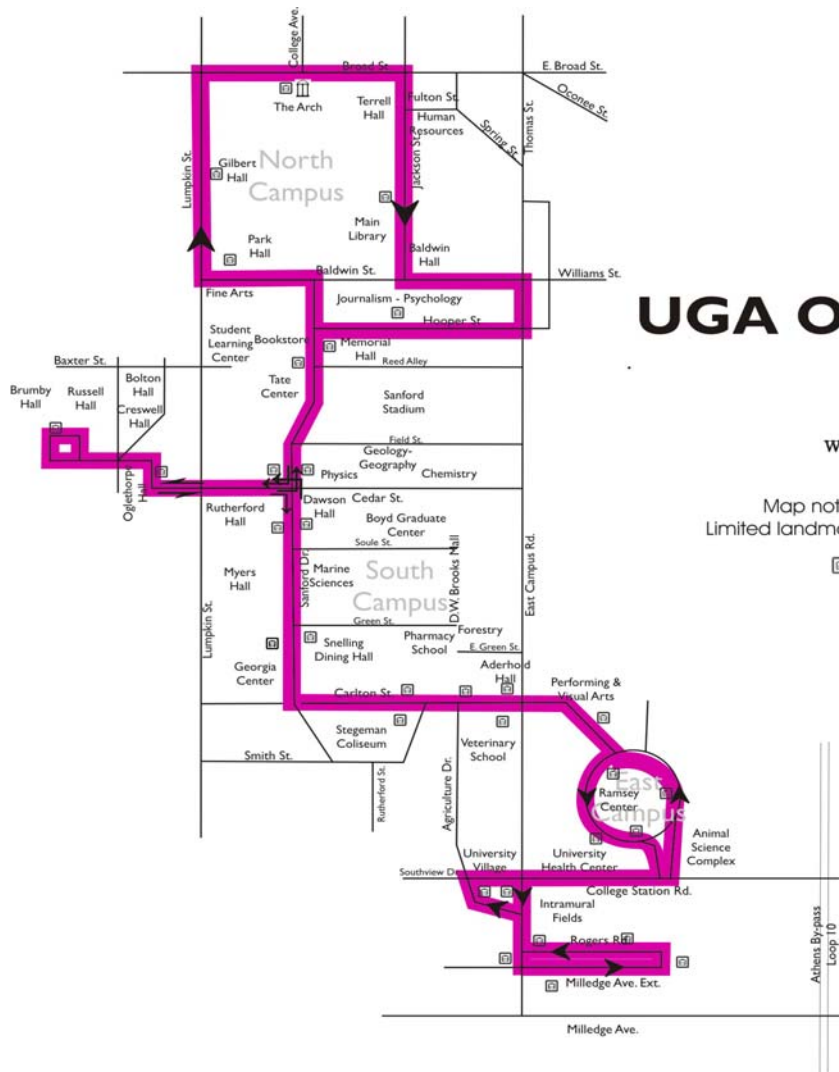 College Ave.
Broad St.
E. Broad St.
Oconee St.
The Arch
Terrell
Hall
Fulton St.
Human
Resources
Spring St.
Thomas St.
Jackson St.
Lumpkin St.
North
Campus
Gilbert
Hall
Main
Library
Park
Hall
Baldwin
Hall
Baldwin St.
Williams St.
Fine Arts
Journalism - Psychology
Hooper St
UGA O
Student
Learning
Center
Bookstore
Memorial
Hall
Reed Alley
Baxter St.
Tate
Center
Bolton
Hall
Creswell
Hall
Brumby
Hall
Russell
Hall
Sanford
Stadium
Field St.
Geology-
Geography
W
Physics
Chemistry
Oglethorpe
Hall
Rutherford
Hall
Dawson
Hall
Cedar St.
Boyd Graduate
Center
Map not
Limited landma
Soule St.
Sanford Dr.
Marine
Sciences
South
Campus
D.W. Brooks Mall
East Campus Rd.
Myers
Hall
Lumpkin St.
Green St.
Snelling
Dining Hall
Pharmacy
School
Forestry
E. Green St.
Georgia
Center
Aderhold
Hall
Performing &
Visual Arts
Carlton St.
Stegeman
Coliseum
Veterinary
School
Smith St.
Rutherford St.
Agriculture Dr.
East
Campus
Ramsey
Center
Animal
Science
Complex
University
Village
University
Health Center
Southview Dr.
College Station Rd.
Intramural
Fields
Rogers Rd.
Milledge Ave. Ext.
Athens By-pass
Loop 10
Milledge Ave.